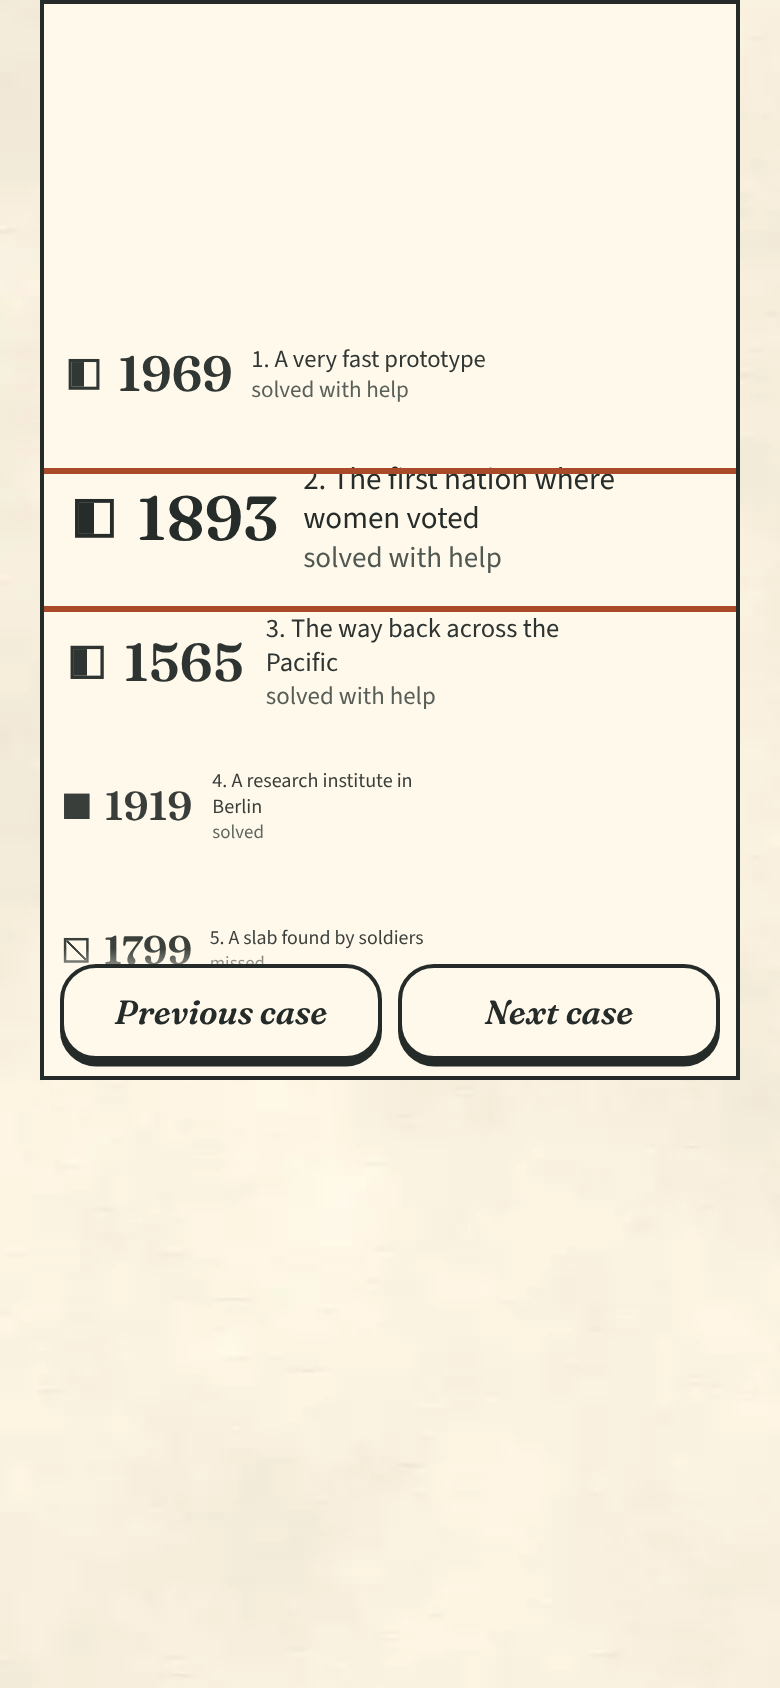 1969 1. A very fast prototype
solved with help
2. The first nation where
1893 women voted
solved with help
3. The way back across the
1565 Pacific
solved with help
4. A research institute in
1919 Berlin
solved
1799 5. A slab found by soldiers
missed
Previous case Next case